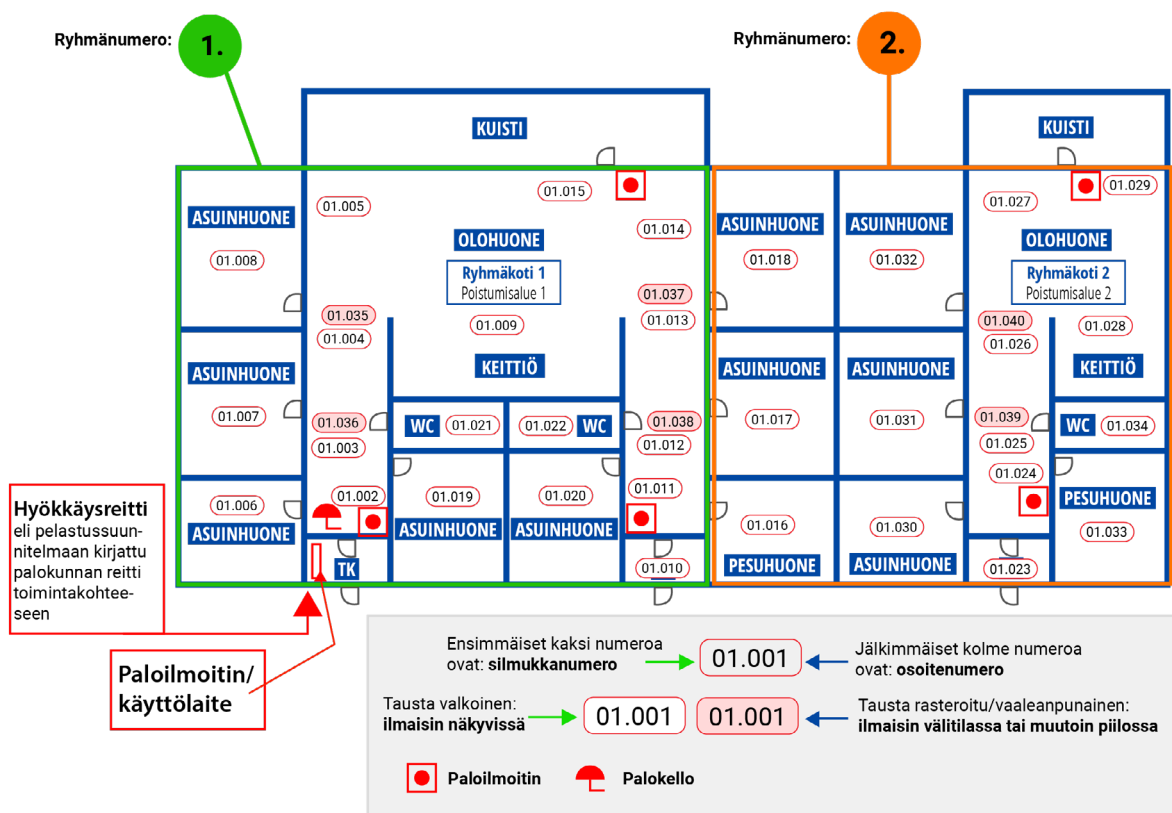 Ryhmänumero: 1.
Ryhmänumero: 2.
KUISTI
KUISTI
01.015
01.029
01.005
01.027
ASUINHUONE
ASUINHUONE
ASUINHUONE
01.014
OLOHUONE
OLOHUONE
01.008
01.018
01.032
Ryhmäkoti 1
Poistumisalue 1
Ryhmäkoti 2
Poistumisalue 2
01.037
01.035
01.009
01.013
01.040
01.028
01.004
01.026
KEITTIÖ
KEITTIÖ
ASUINHUONE
ASUINHUONE
ASUINHUONE
01.007
01.017
01.031
01.036
WC
01.021
01.022
WC
01.038
01.039
WC
01.034
01.003
01.012
01.025
01.024
01.002
01.019
01.020
01.011
PESUHUONE
01.006
01.016
01.030
01.033
ASUINHUONE
ASUINHUONE
ASUINHUONE
PESUHUONE
ASUINHUONE
TK
01.010
01.023
Hyökkäysreitti
eli pelastussuun-
nitelmaan kirjattu
palokunnan reitti
toimintakohtee-
seen
Paloilmoitin/
käyttölaite
Ensimmäiset kaksi numeroa
ovat: silmukkanumero
01.001
Jälkimmäiset kolme numeroa
ovat: osoitenumero
Tausta valkoinen:
ilmaisin näkyvissä
01.001
01.001
Tausta rasteroitu/vaaleanpunainen:
ilmaisin välitilassa tai muutoin piilossa
Paloilmoitin
Palokello